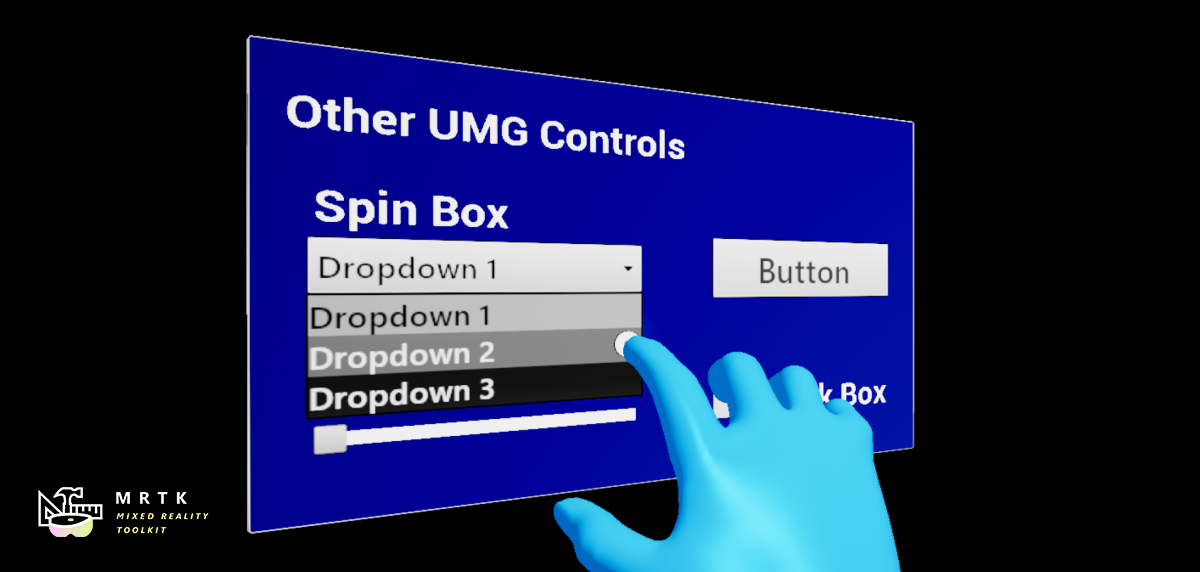 Other UMG Controls
Spin Box
Dropdown 1
Button
Dropdown 1
Dropdown 2
Dropdown 3
Box
MRTK
MIXED REALITY
TOOLKIT